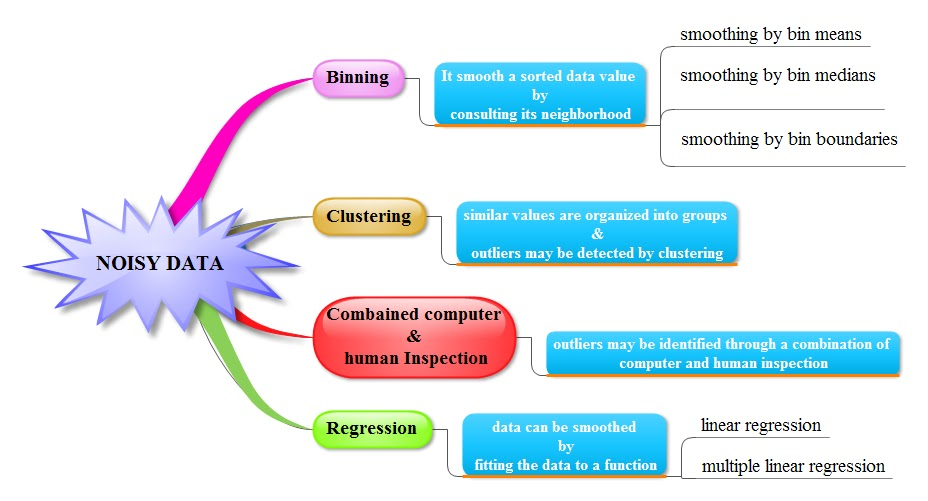 NOISY DATA
Binning
It smooth a sorted data value
by
consulting its neighborhood
smoothing by bin means
smoothing by bin medians
smoothing by bin boundaries
Clustering
similar values are organized into groups
&
outliers may be detected by clustering
Combained computer
&
human Inspection
outliers may be identified through a combination of
computer and human inspection
Regression
data can be smoothed
by
fitting the data to a function
linear regression
multiple linear regression